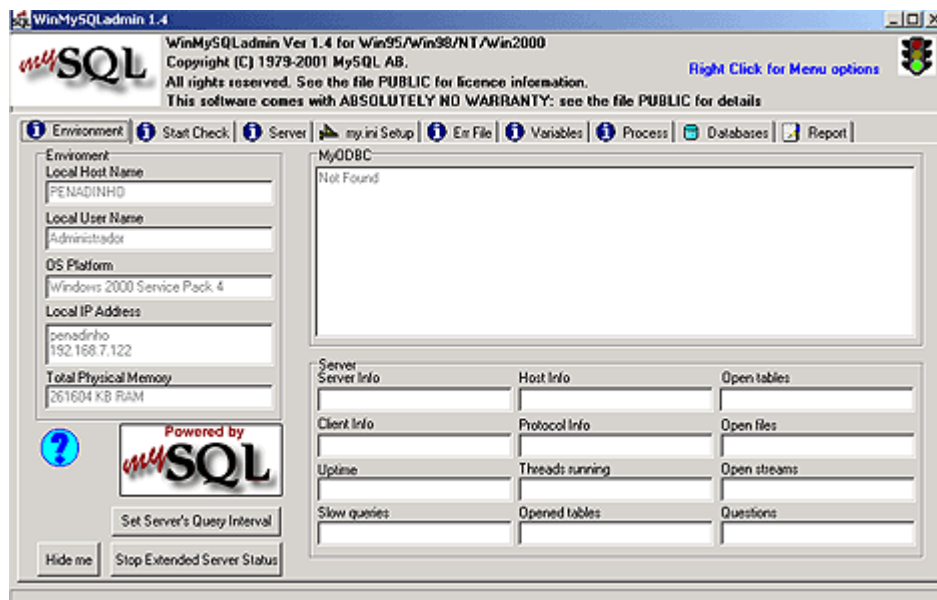 WinMySQLadmin 1.4
mySQL
WinMySQLadmin Ver 1.4 for Win95/Win98/NT/Win2000
Copyright (C) 1979-2001 MySQL AB.
All rights reserved. See the file PUBLIC for licence information.
This software comes with ABSOLUTELY NO WARRANTY: see the file PUBLIC for details
Right Click for Menu options
Environment Start Check Server my.ini Setup Err File Variables Process Databases Report
Enviroment
Local Host Name
PENADINHO
Local User Name
Administrador
OS Platform
Windows 2000 Service Pack 4
Local IP Address
penadinho
192.168.7.122
Total Physical Memory
261604 KB RAM
MyODBC
Not Found
Server
Server Info Host Info Open tables
Client Info Protocol Info Open files
Uptime Threads running Open streams
Slow queries Opened tables Questions
?
Powered by
mySQL
Set Server's Query Interval
Hide me Stop Extended Server Status